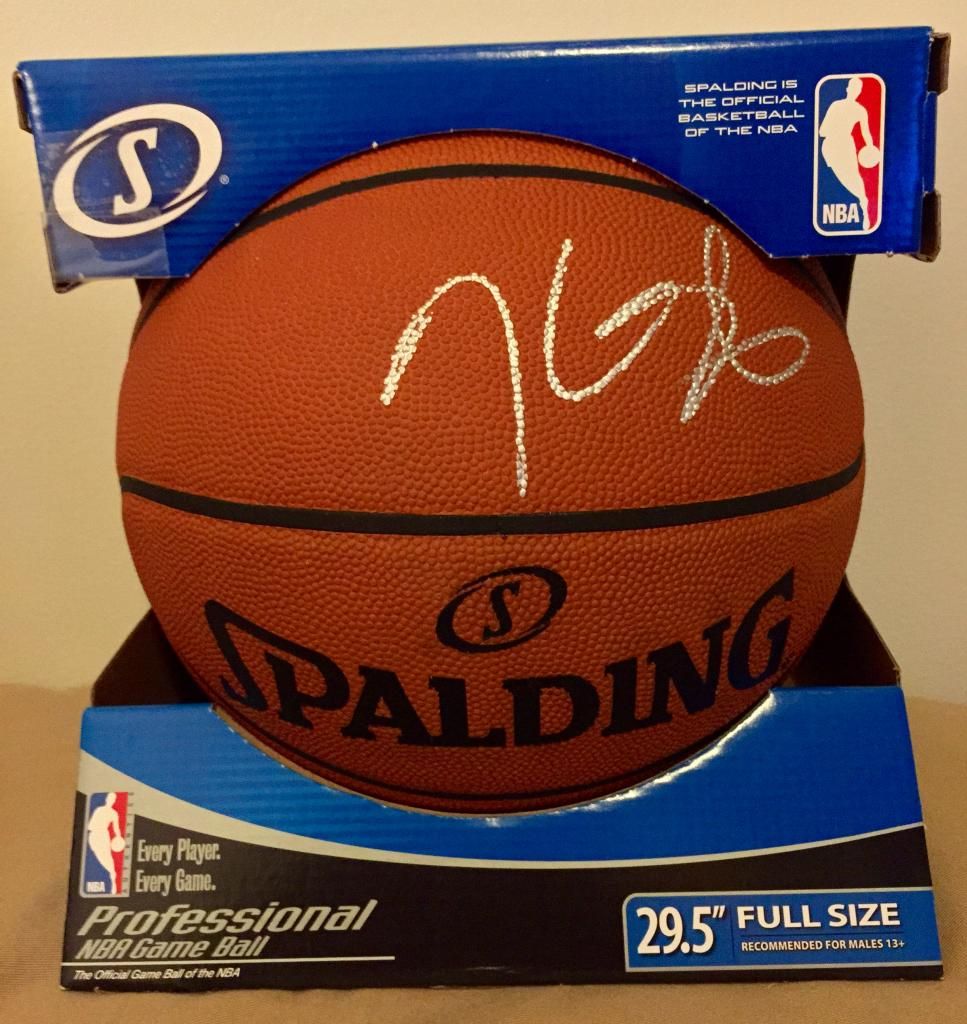 S
®
SPALDING IS
THE OFFICIAL
BASKETBALL
OF THE NBA
NBA
S
SPALDING
NBA
Every Player.
Every Game.
Professional
NBA Game Ball
The Official Game Ball of the NBA
29.5" FULL SIZE
RECOMMENDED FOR MALES 13+